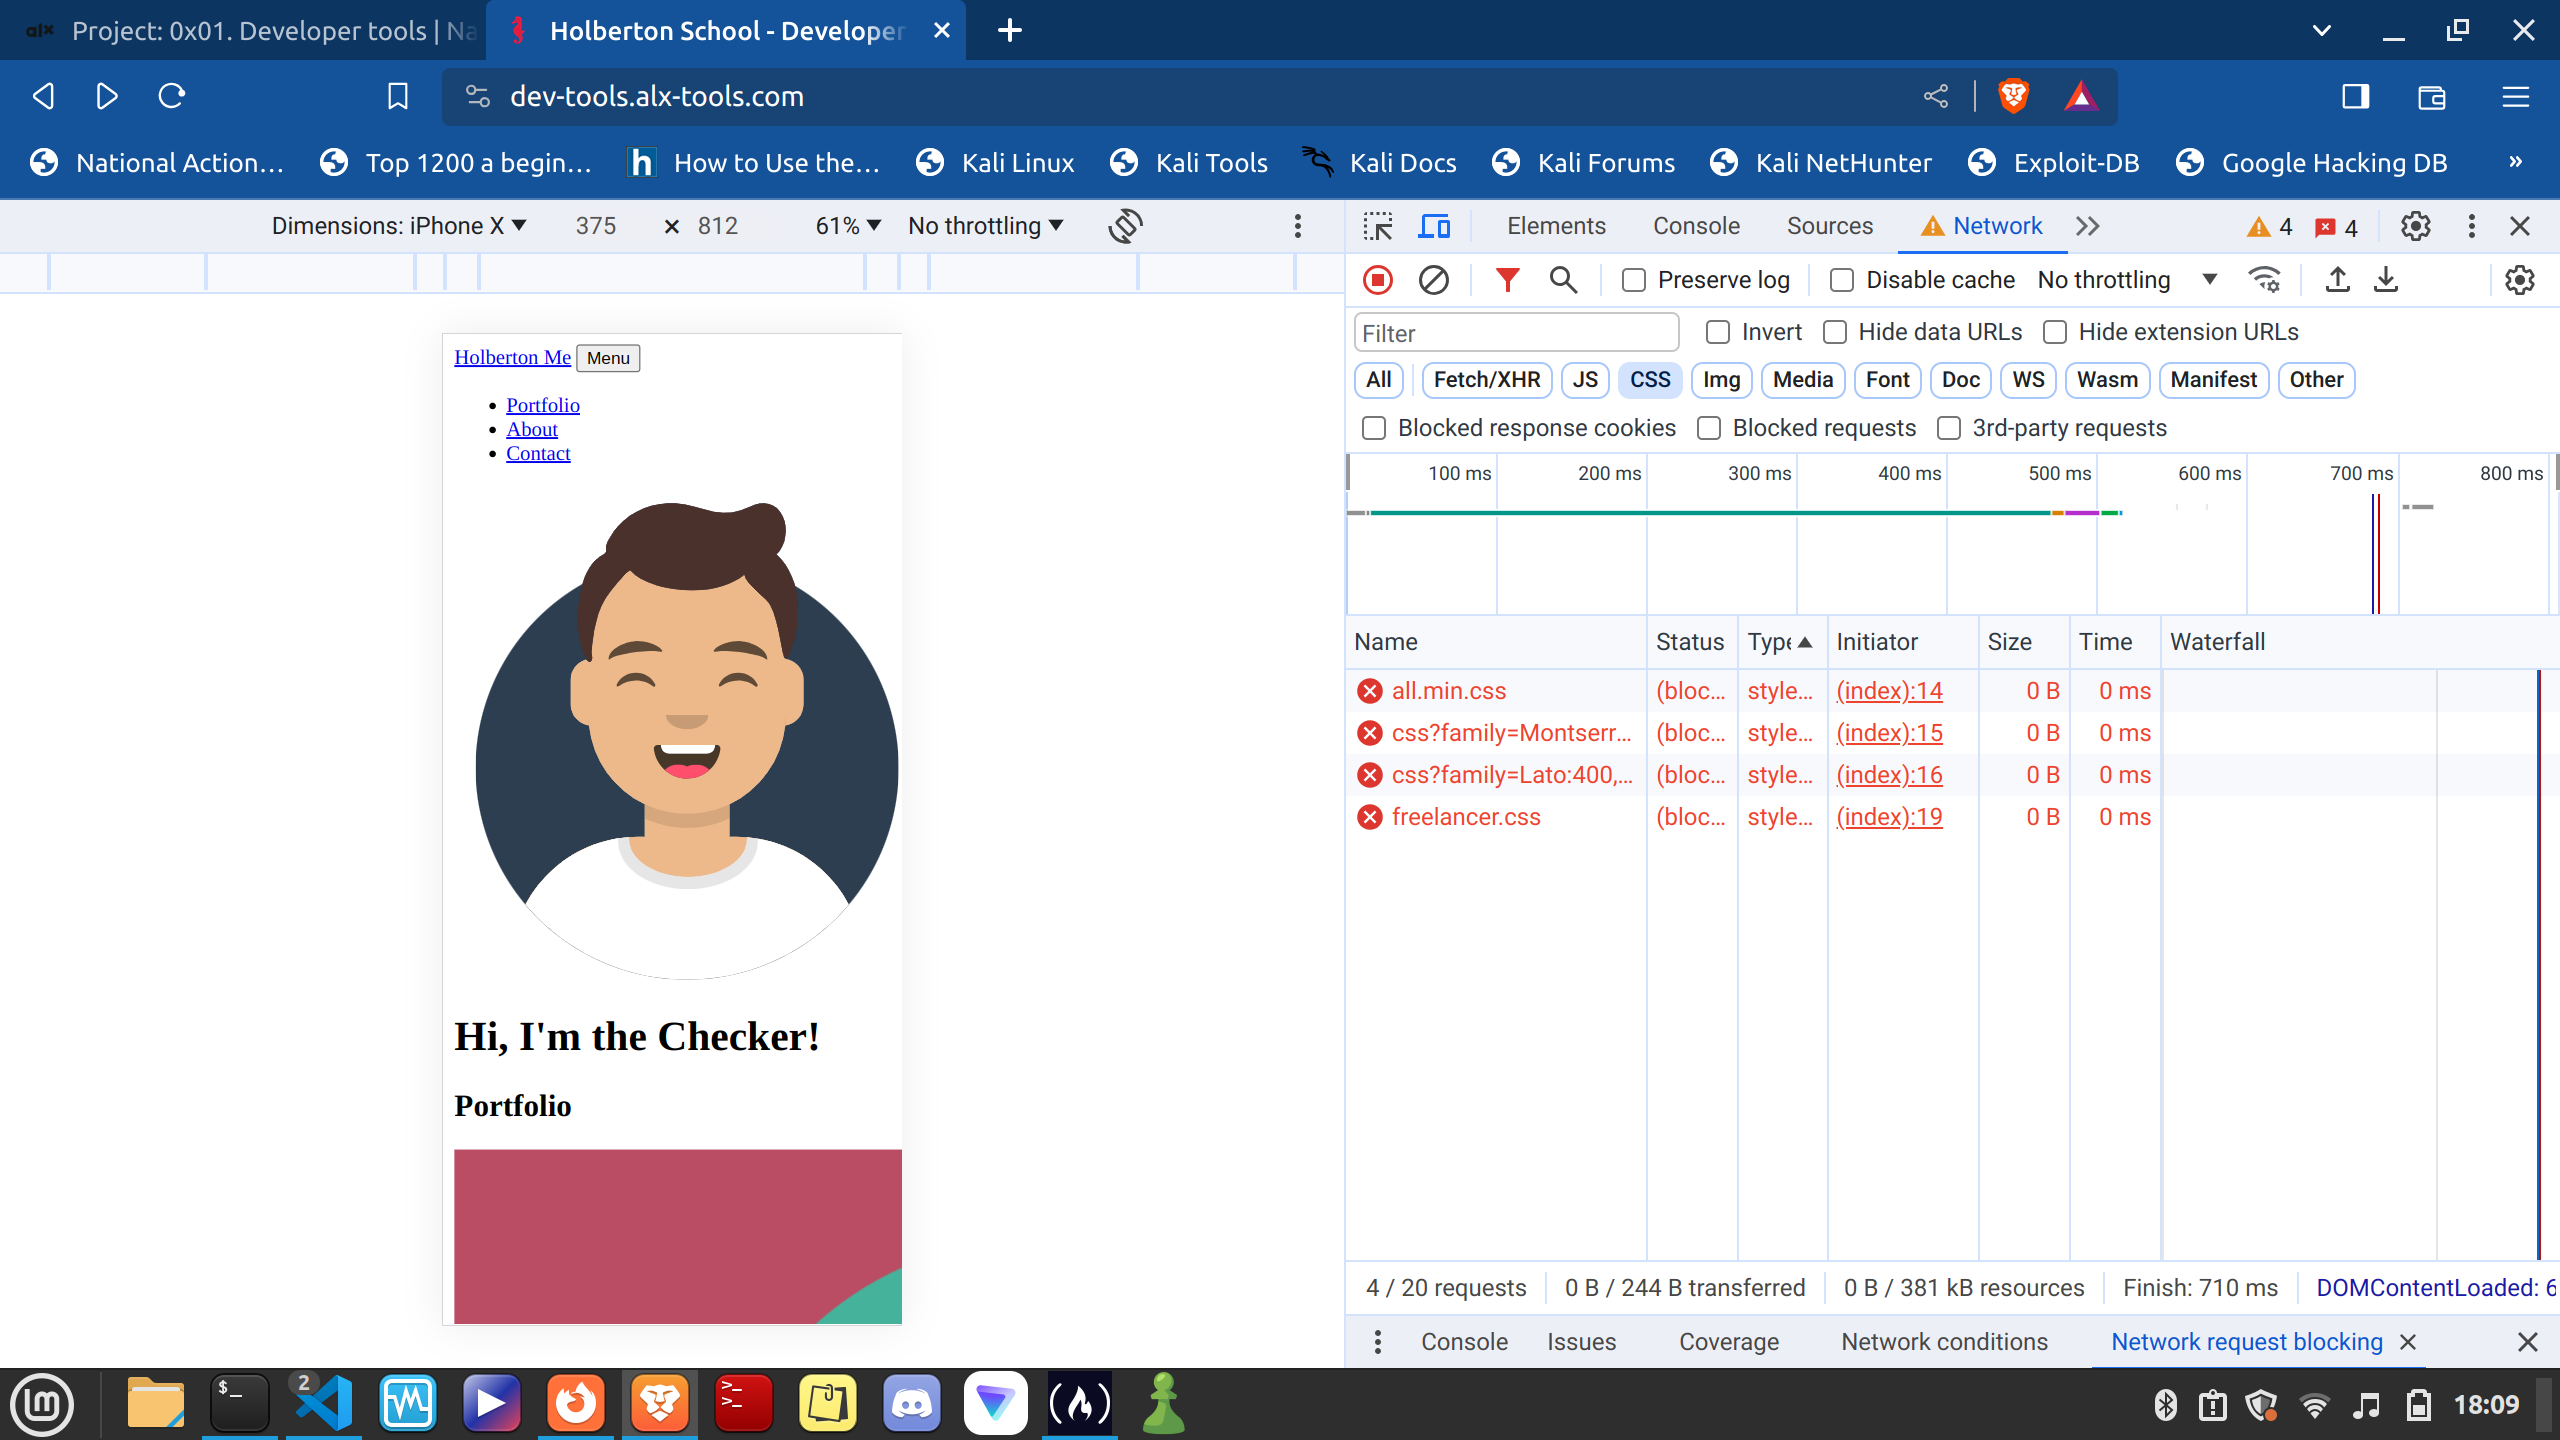 alx Project: 0x01. Developer tools | Na
Holberton School - Developer
dev-tools.alx-tools.com
National Action…
Top 1200 a begin…
h How to Use the…
Kali Linux
Kali Tools
Kali Docs
Kali Forums
Kali NetHunter
Exploit-DB
Google Hacking DB
»
Dimensions: iPhone X 375 × 812 61% No throttling
Elements Console Sources Network 4 4
Preserve log Disable cache No throttling
Filter Invert Hide data URLs Hide extension URLs
All Fetch/XHR JS CSS Img Media Font Doc WS Wasm Manifest Other
Blocked response cookies Blocked requests 3rd-party requests
100 ms 200 ms 300 ms 400 ms 500 ms 600 ms 700 ms 800 ms
Name Status Type Initiator Size Time Waterfall
all.min.css (bloc… style… (index):14 0 B 0 ms
css?family=Montserr… (bloc… style… (index):15 0 B 0 ms
css?family=Lato:400,… (bloc… style… (index):16 0 B 0 ms
freelancer.css (bloc… style… (index):19 0 B 0 ms
4 / 20 requests 0 B / 244 B transferred 0 B / 381 kB resources Finish: 710 ms DOMContentLoaded: 6
Console Issues Coverage Network conditions Network request blocking
Holberton Me Menu
Portfolio
About
Contact
Hi, I'm the Checker!
Portfolio
2
18:09